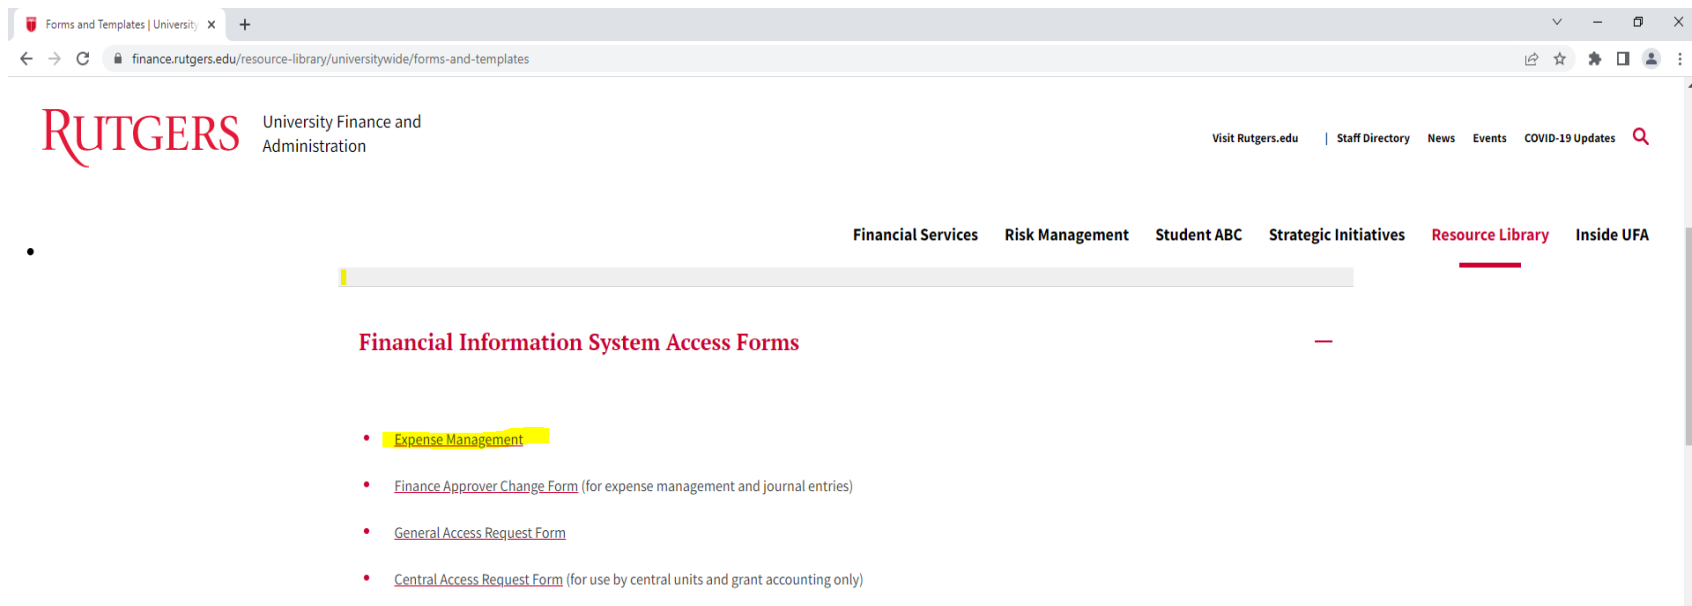 Forms and Templates | University
finance.rutgers.edu/resource-library/universitywide/forms-and-templates
RUTGERS
University Finance and
Administration
Visit Rutgers.edu | Staff Directory News Events COVID-19 Updates
Financial Services Risk Management Student ABC Strategic Initiatives Resource Library Inside UFA
Financial Information System Access Forms
• Expense Management
• Finance Approver Change Form (for expense management and journal entries)
• General Access Request Form
• Central Access Request Form (for use by central units and grant accounting only)